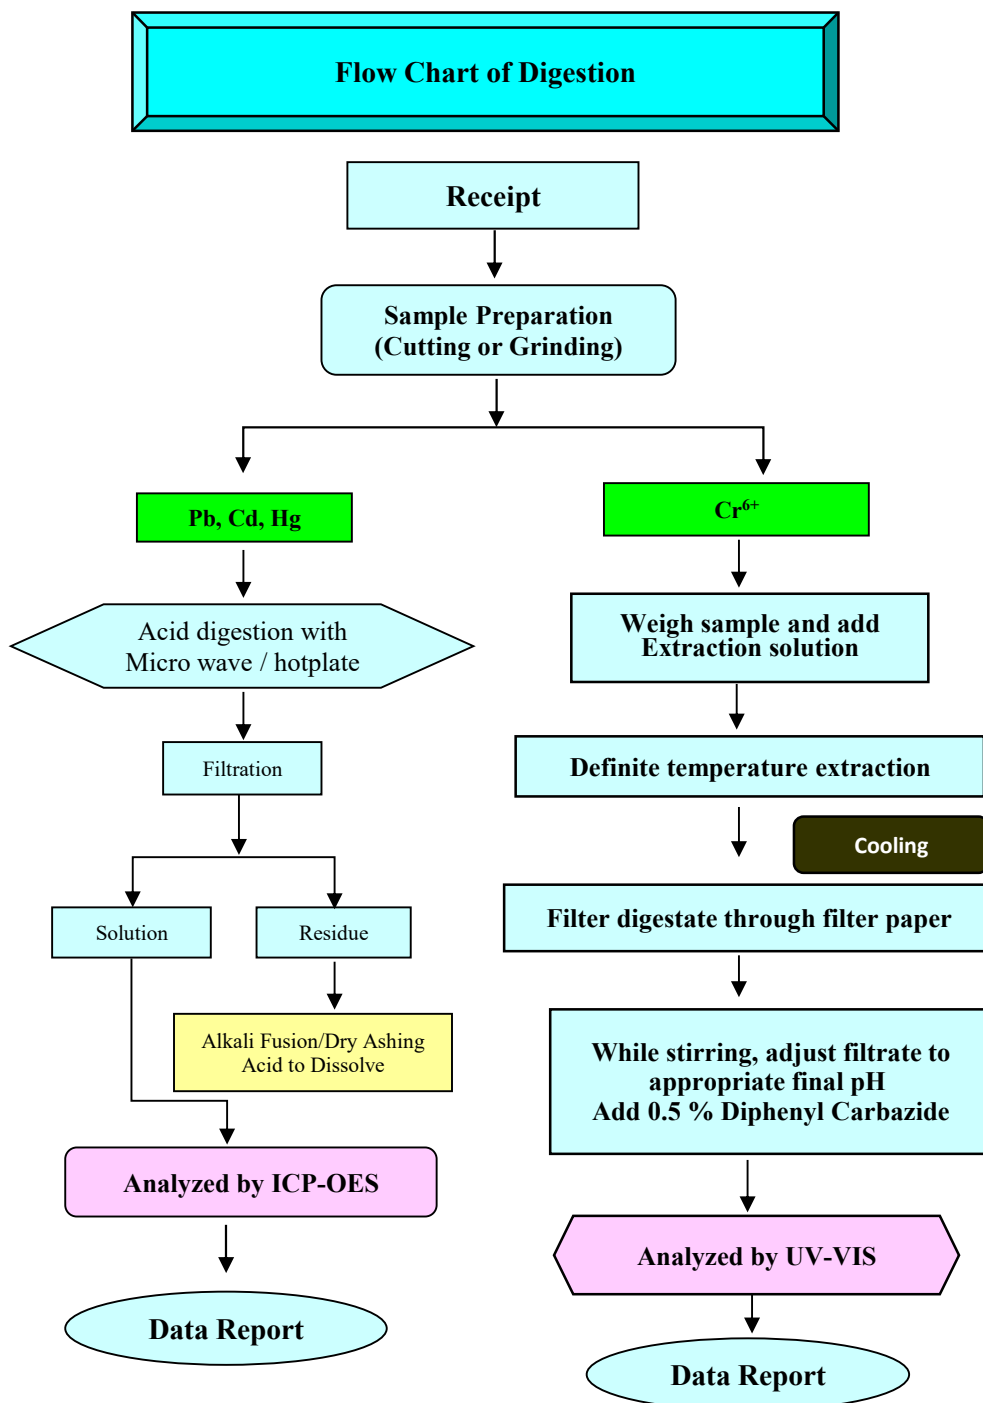 Flow Chart of Digestion
Receipt
Sample Preparation
(Cutting or Grinding)
Pb, Cd, Hg
Cr⁶⁺
Acid digestion with
Micro wave / hotplate
Weigh sample and add
Extraction solution
Filtration
Definite temperature extraction
Cooling
Solution
Residue
Filter digestate through filter paper
Alkali Fusion/Dry Ashing
Acid to Dissolve
While stirring, adjust filtrate to
appropriate final pH
Add 0.5 % Diphenyl Carbazide
Analyzed by ICP-OES
Analyzed by UV-VIS
Data Report
Data Report